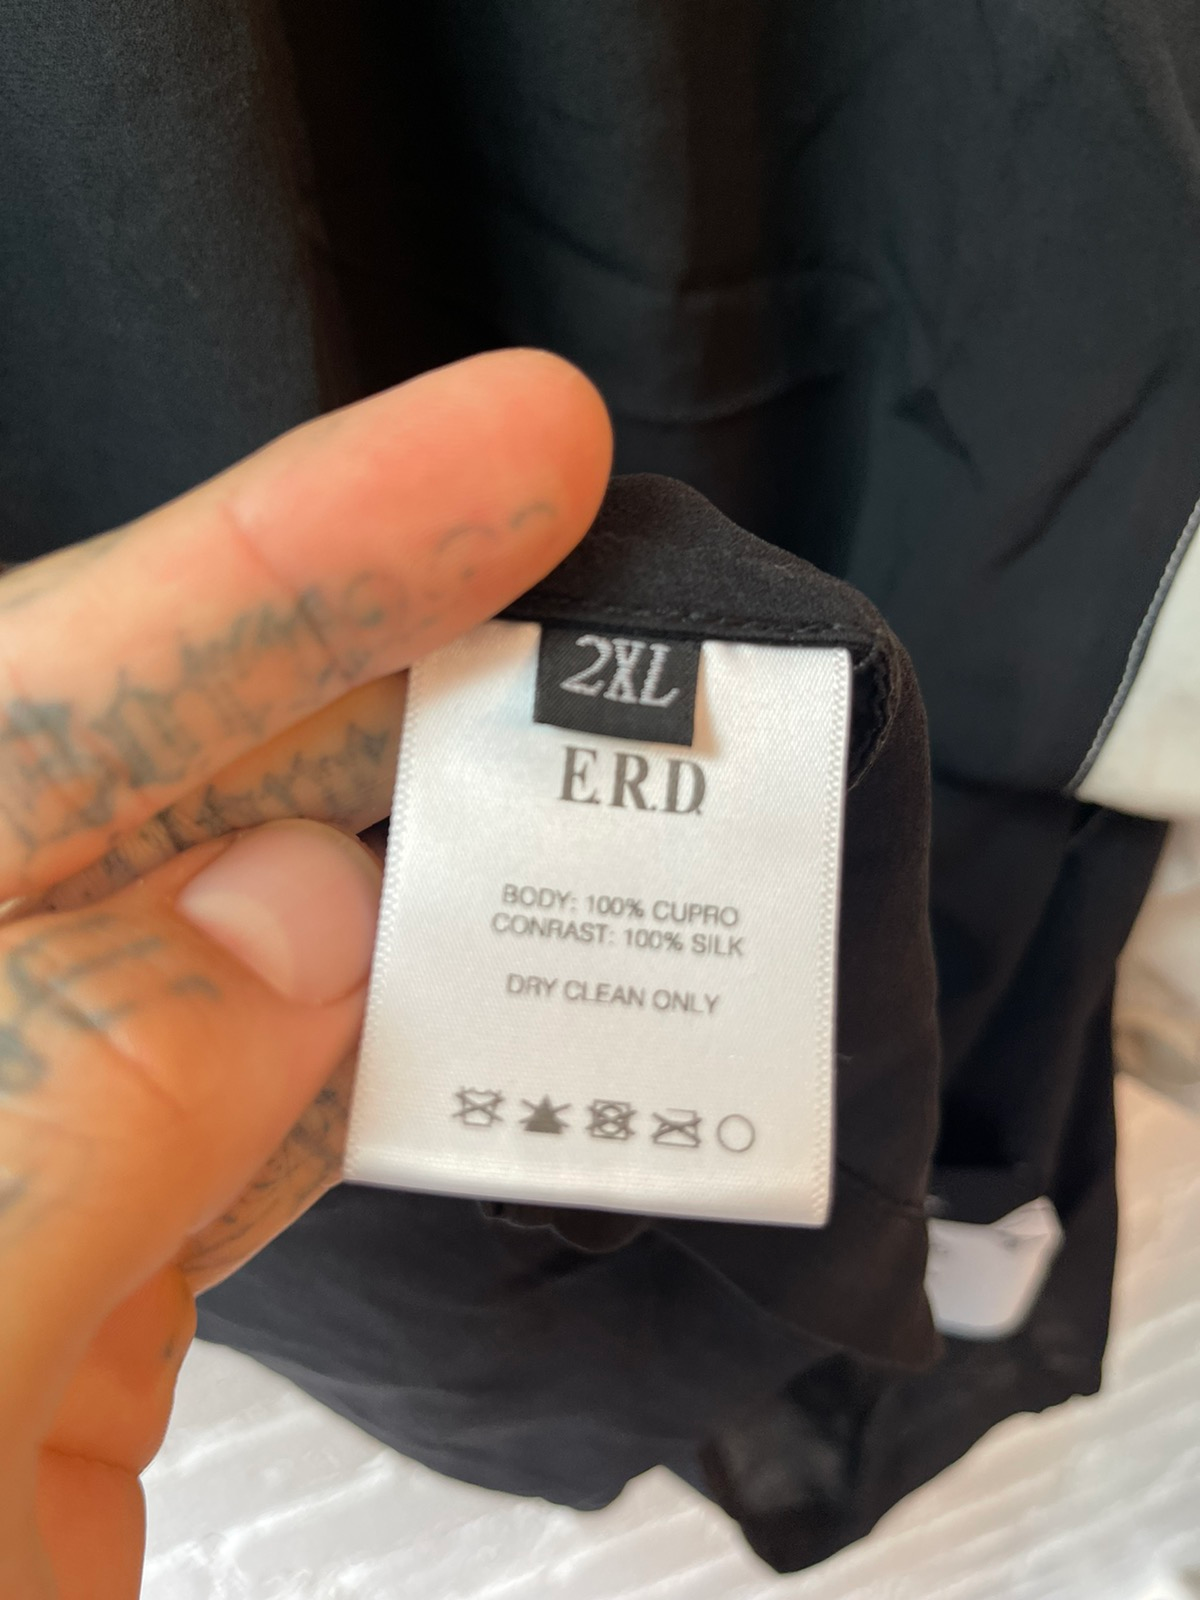 2XL
E.R.D.
BODY: 100% CUPRO
CONRAST: 100% SILK
DRY CLEAN ONLY